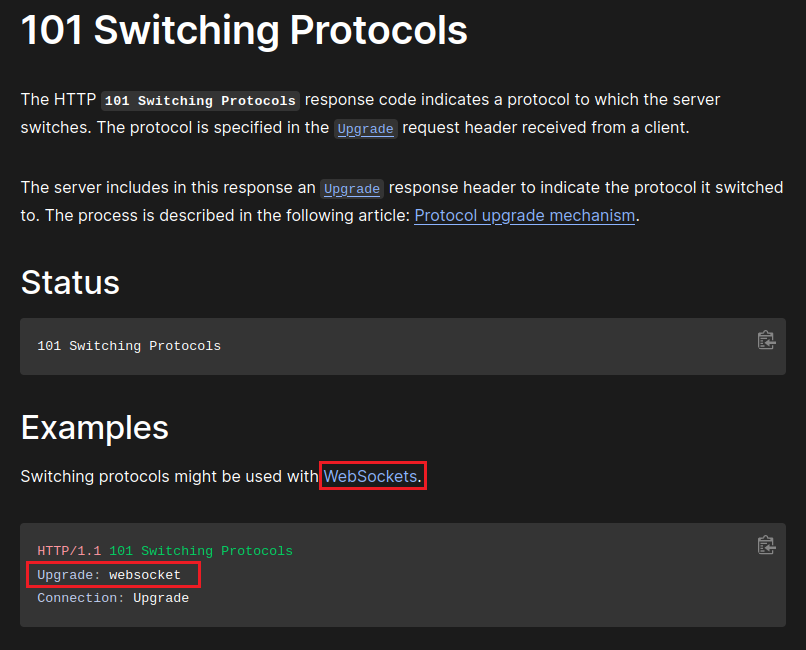 101 Switching Protocols
The HTTP 101 Switching Protocols response code indicates a protocol to which the server
switches. The protocol is specified in the Upgrade request header received from a client.
The server includes in this response an Upgrade response header to indicate the protocol it switched
to. The process is described in the following article: Protocol upgrade mechanism.
Status
101 Switching Protocols
Examples
Switching protocols might be used with WebSockets.
HTTP/1.1 101 Switching Protocols
Upgrade: websocket
Connection: Upgrade